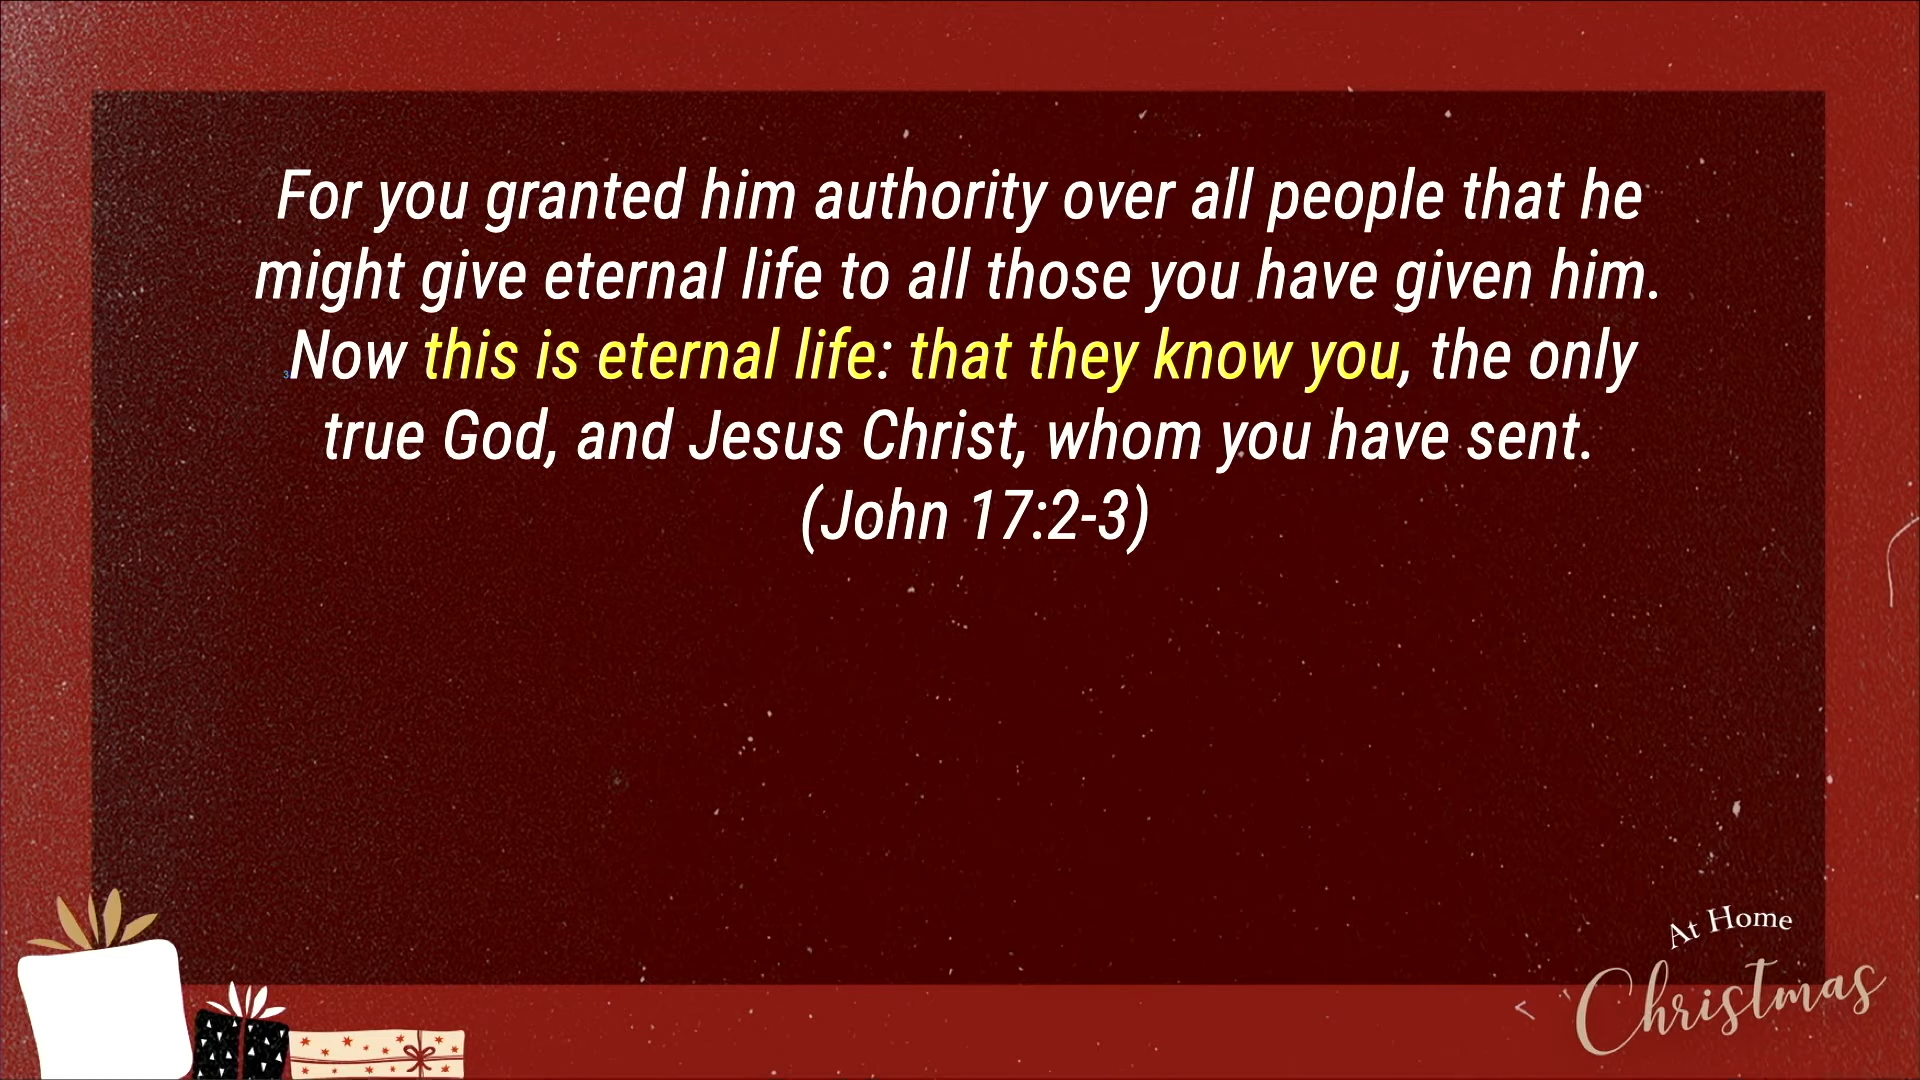 For you granted him authority over all people that he
might give eternal life to all those you have given him.
3Now this is eternal life: that they know you, the only
true God, and Jesus Christ, whom you have sent.
(John 17:2-3)
At Home
Christmas